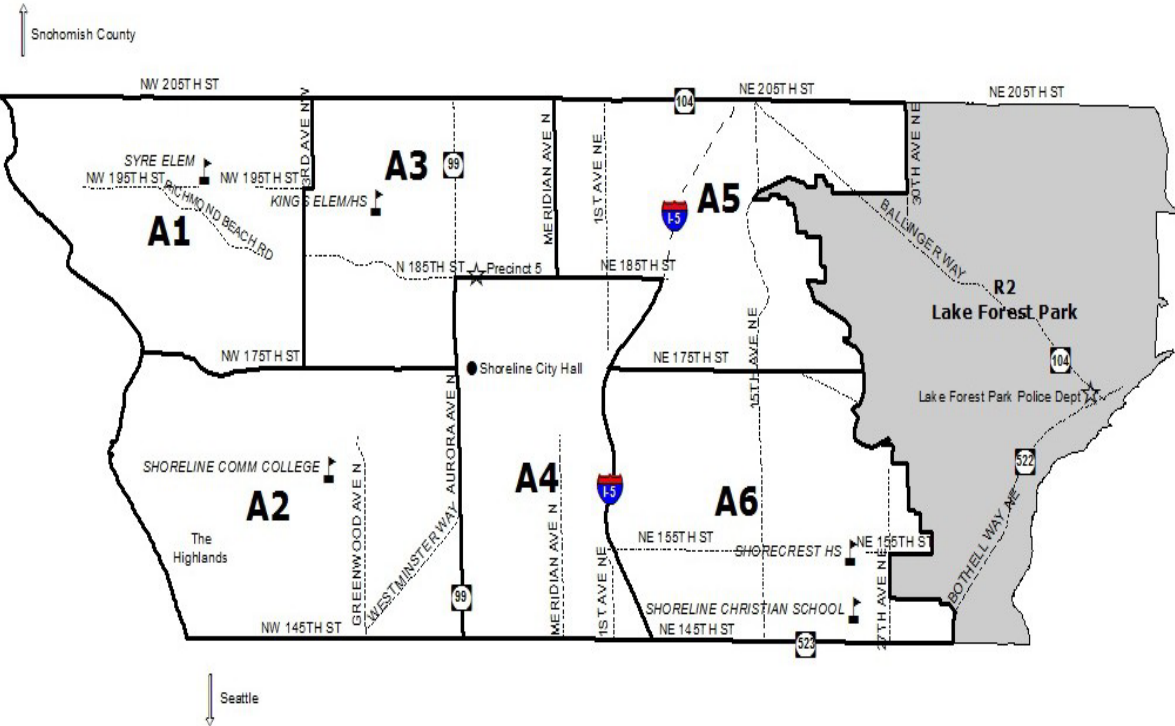 Snohomish County
NW 205TH ST
NE 205TH ST
NE 205TH ST
104
3RD AVE NW
99
MERIDIAN AVE N
1ST AVE NE
30TH AVE NE
SYRE ELEM
NW 195TH ST
NW 195TH ST
RICHMOND BEACH RD
KING'S ELEM/HS
A3
A1
A5
I-5
BALLINGER WAY
N 185TH ST
Precinct 5
NE 185TH ST
R2
Lake Forest Park
NW 175TH ST
Shoreline City Hall
NE 175TH ST
15TH AVE NE
104
Lake Forest Park Police Dept
AURORA AVE N
SHORELINE COMM COLLEGE
A2
A4
I-5
A6
522
The
Highlands
GREENWOOD AVE N
WESTMINSTER WAY
MERIDIAN AVE N
1ST AVE NE
NE 155TH ST
SHORECREST HS
NE 155TH ST
BOTHELL WAY NE
99
SHORELINE CHRISTIAN SCHOOL
27TH AVE NE
NW 145TH ST
NE 145TH ST
523
Seattle